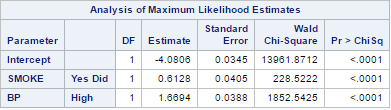 Analysis of Maximum Likelihood Estimates
Parameter DF Estimate Standard Error Wald Chi-Square Pr > ChiSq
Intercept 1 -4.0806 0.0345 13961.8712 <.0001
SMOKE Yes Did 1 0.6128 0.0405 228.5222 <.0001
BP High 1 1.6694 0.0388 1852.5425 <.0001